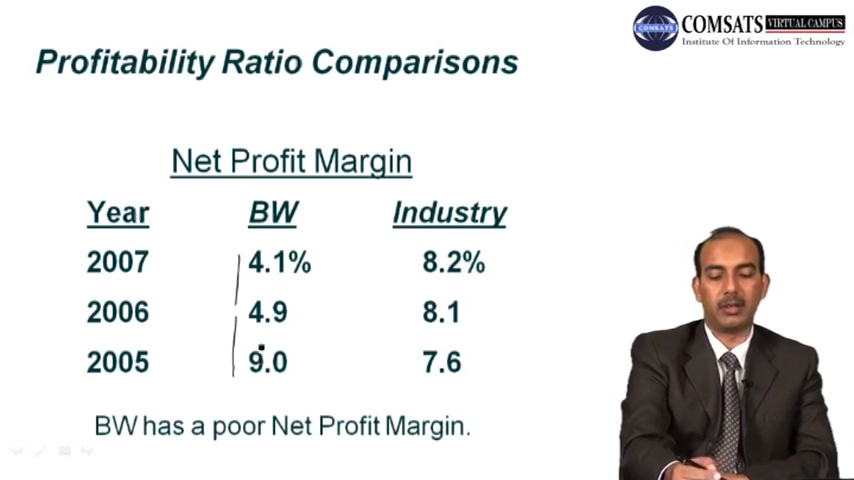 COMSATS VIRTUAL CAMPUS
COMSATS
Institute Of Information Technology
Profitability Ratio Comparisons
Net Profit Margin
Year BW Industry
2007 4.1% 8.2%
2006 4.9 8.1
2005 9.0 7.6
BW has a poor Net Profit Margin.